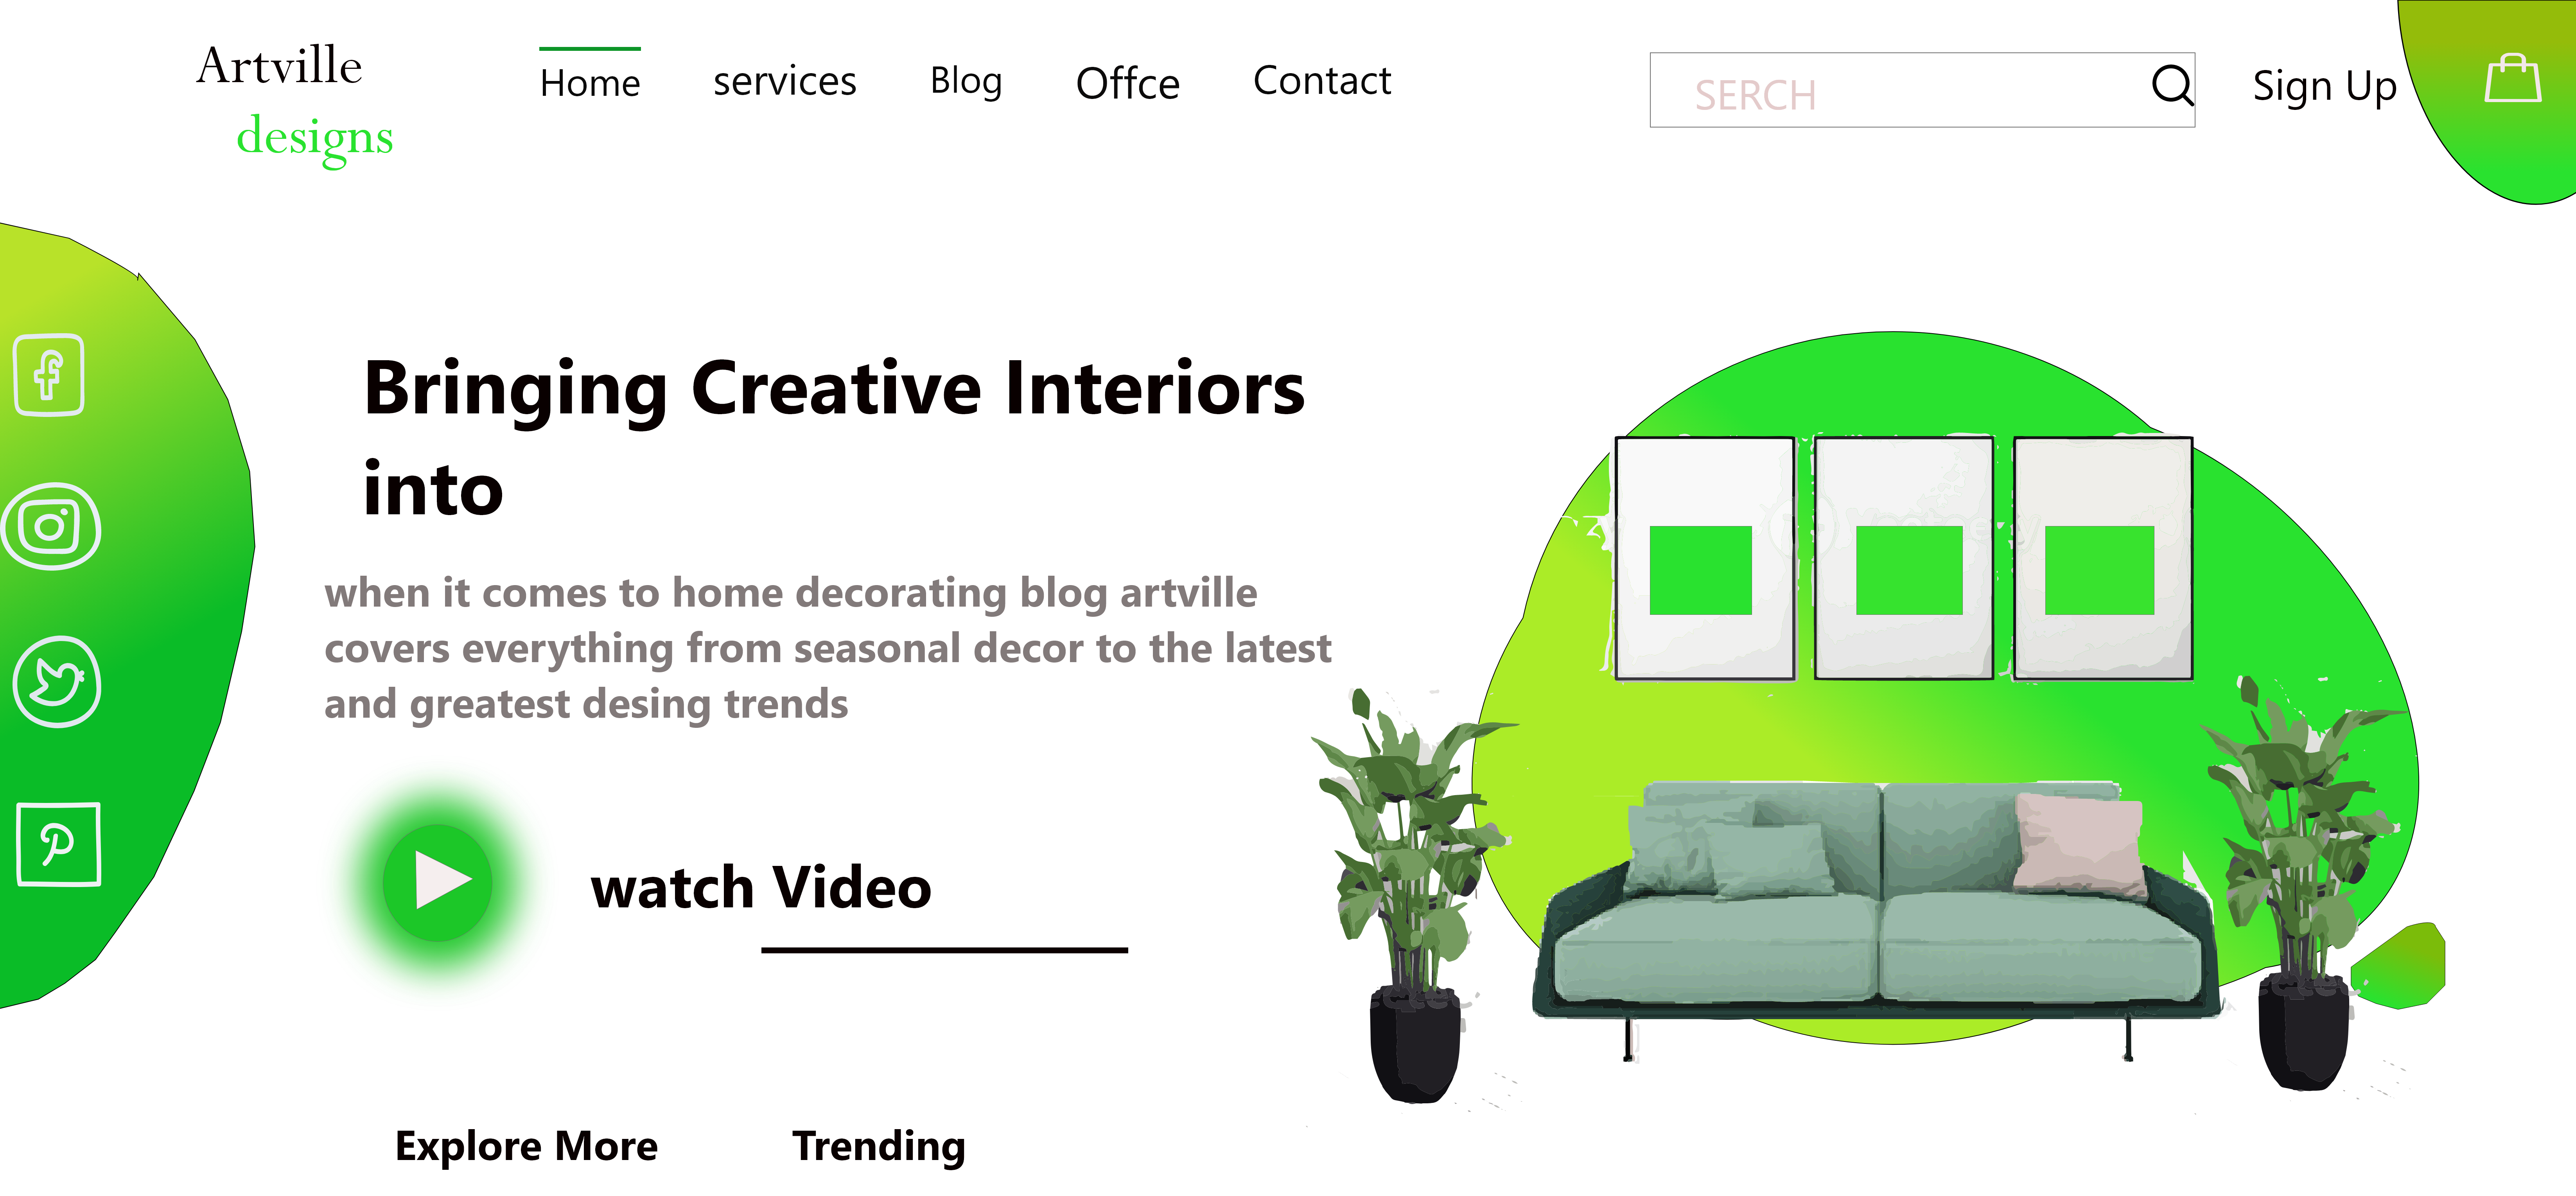 Artville
designs
Home
services
Blog
Offce
Contact
SERCH
Sign Up
Bringing Creative Interiors
into
when it comes to home decorating blog artville
covers everything from seasonal decor to the latest
and greatest desing trends
watch Video
Explore More
Trending